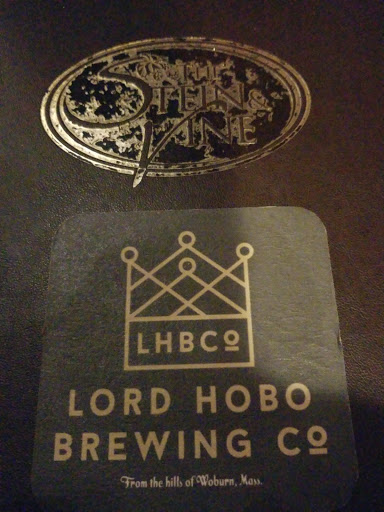 The
Stein &
Vine
LHBCo
LORD HOBO
BREWING Co
From the hills of Woburn, Mass.